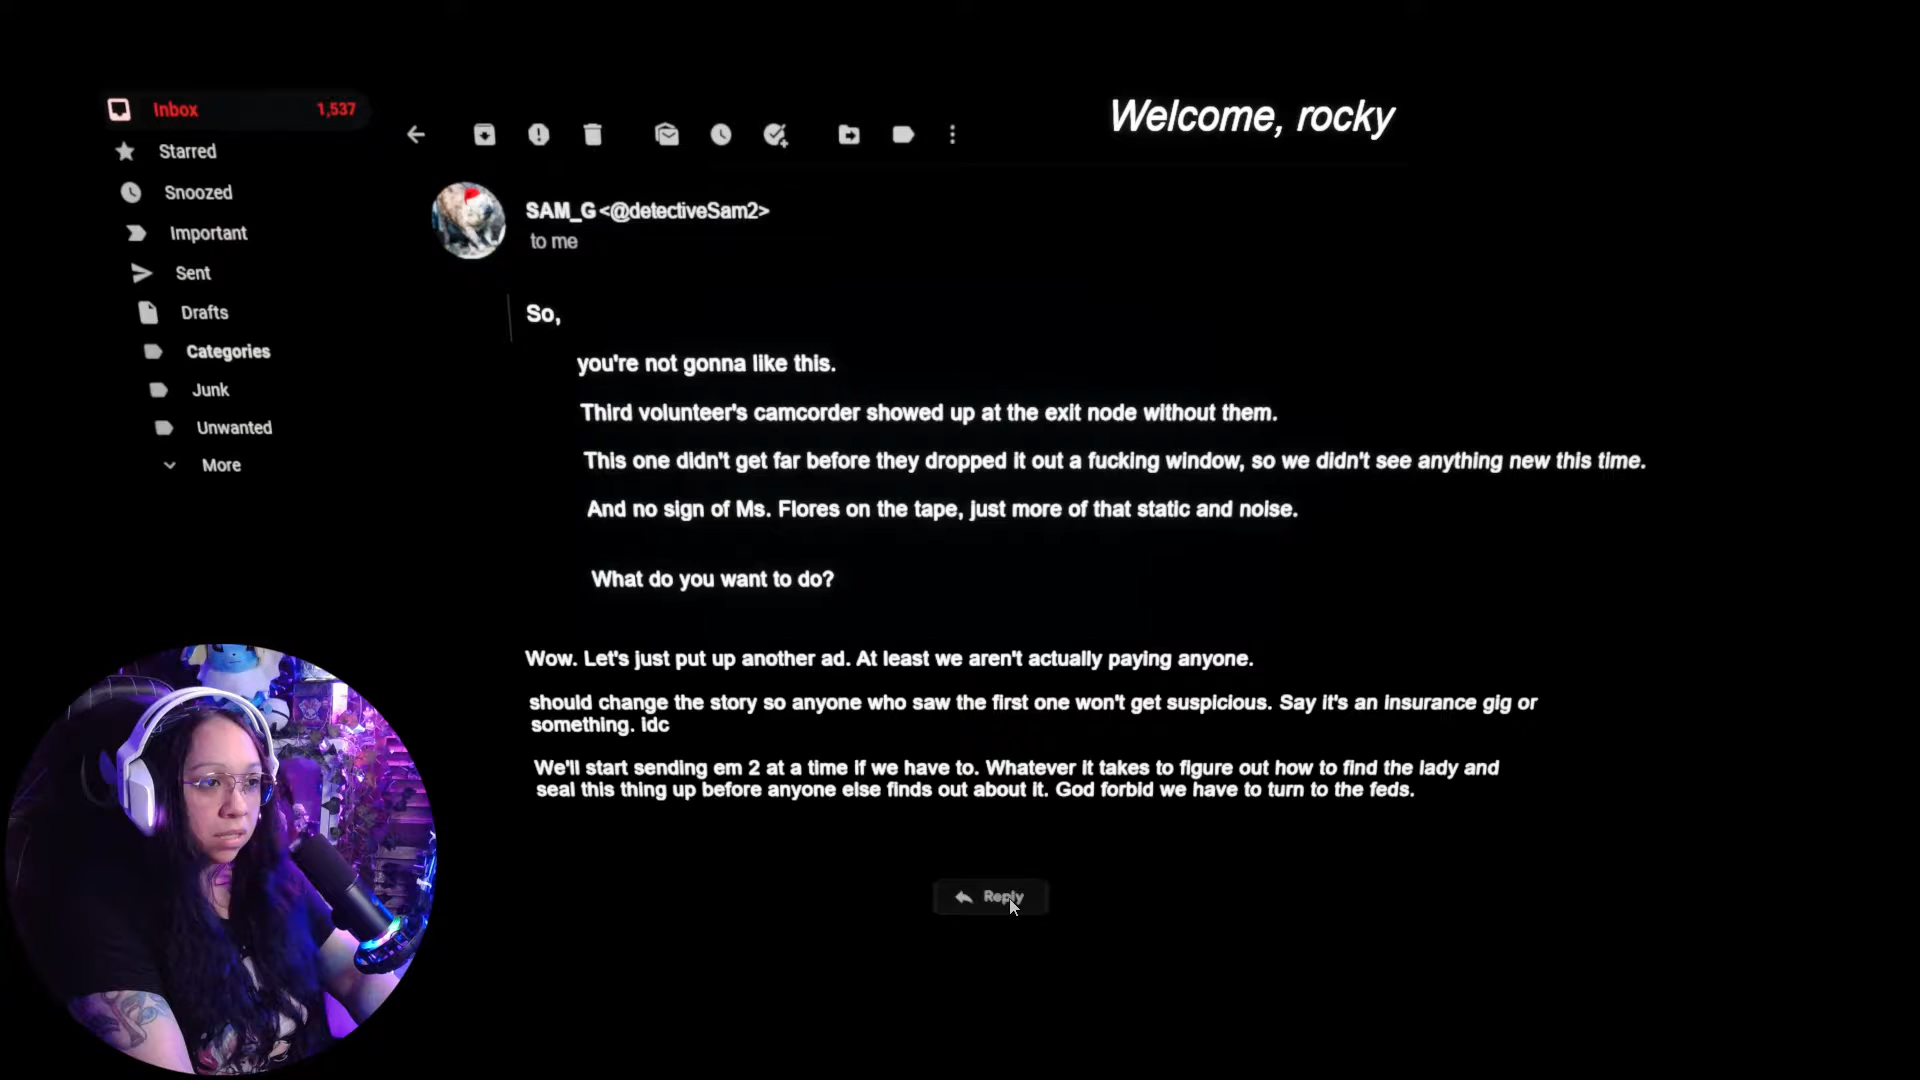 Inbox 1,537
Starred
Snoozed
Important
Sent
Drafts
Categories
Junk
Unwanted
More
Welcome, rocky
SAM_G <@detectiveSam2>
to me
So,
you're not gonna like this.
Third volunteer's camcorder showed up at the exit node without them.
This one didn't get far before they dropped it out a fucking window, so we didn't see anything new this time.
And no sign of Ms. Flores on the tape, just more of that static and noise.
What do you want to do?
Wow. Let's just put up another ad. At least we aren't actually paying anyone.
should change the story so anyone who saw the first one won't get suspicious. Say it's an insurance gig or
something. idc
We'll start sending em 2 at a time if we have to. Whatever it takes to figure out how to find the lady and
seal this thing up before anyone else finds out about it. God forbid we have to turn to the feds.
Reply